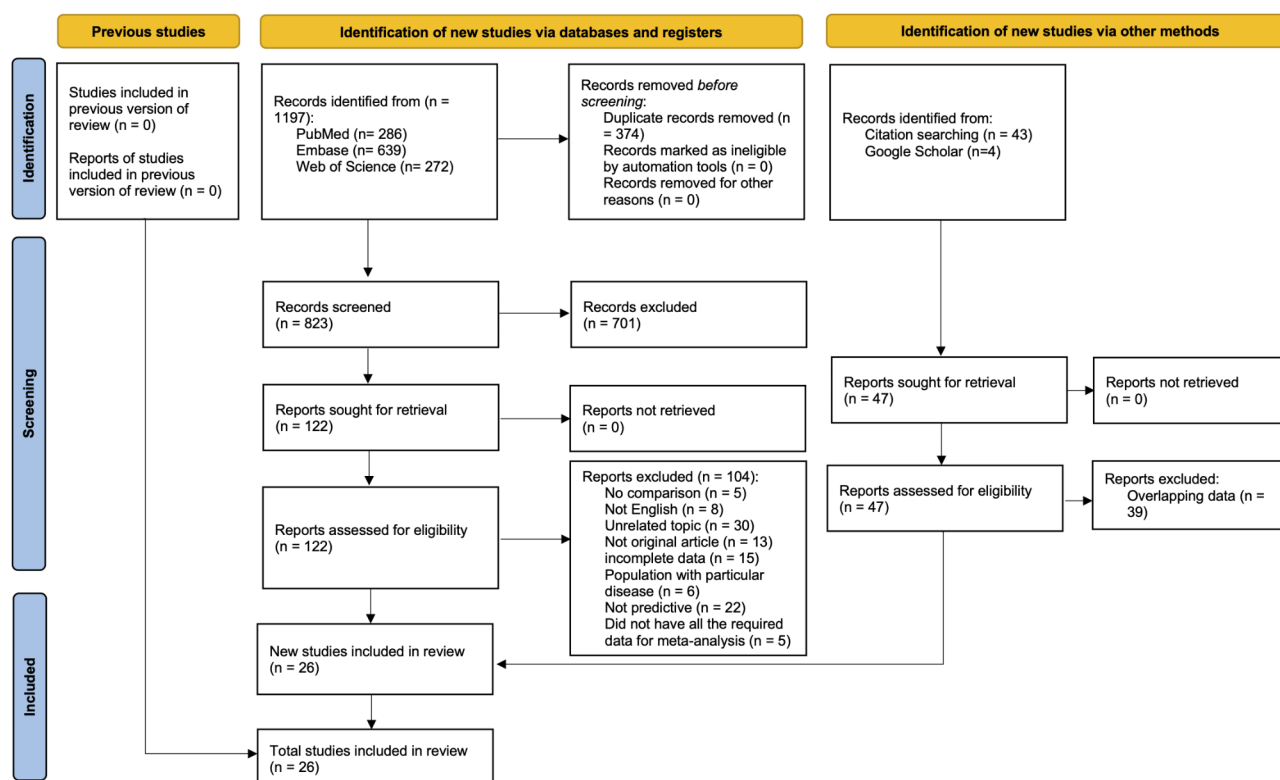 Previous studies
Identification of new studies via databases and registers
Identification of new studies via other methods
Identification
Studies included in
previous version of
review (n = 0)
Reports of studies
included in previous
version of review (n = 0)
Records identified from (n =
1197):
PubMed (n= 286)
Embase (n= 639)
Web of Science (n= 272)
Records removed before
screening:
Duplicate records removed (n
= 374)
Records marked as ineligible
by automation tools (n = 0)
Records removed for other
reasons (n = 0)
Records identified from:
Citation searching (n = 43)
Google Scholar (n=4)
Screening
Records screened
(n = 823)
Records excluded
(n = 701)
Reports sought for retrieval
(n = 122)
Reports not retrieved
(n = 0)
Reports sought for retrieval
(n = 47)
Reports not retrieved
(n = 0)
Reports assessed for eligibility
(n = 122)
Reports excluded (n = 104):
No comparison (n = 5)
Not English (n = 8)
Unrelated topic (n = 30)
Not original article (n = 13)
incomplete data (n = 15)
Population with particular
disease (n = 6)
Not predictive (n = 22)
Did not have all the required
data for meta-analysis (n = 5)
Reports assessed for eligibility
(n = 47)
Reports excluded:
Overlapping data (n =
39)
Included
New studies included in review
(n = 26)
Total studies included in review
(n = 26)